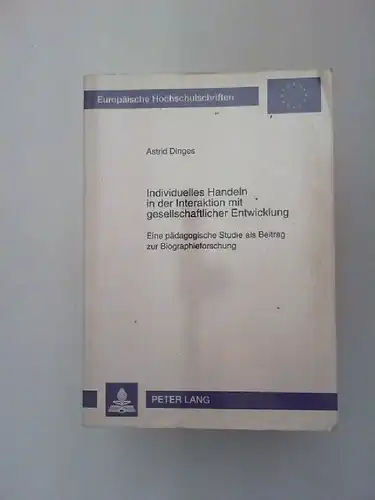 Europäische Hochschulschriften
Astrid Dinges
Individuelles Handeln
in der Interaktion mit
gesellschaftlicher Entwicklung
Eine pädagogische Studie als Beitrag
zur Biographieforschung
PETER LANG